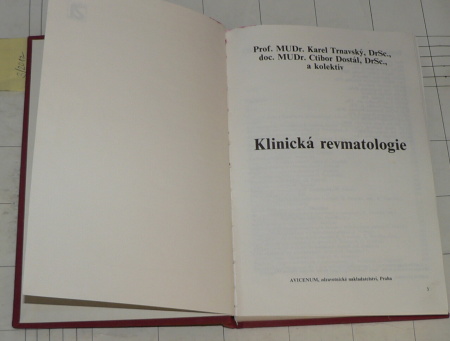 Prof. MUDr. Karel Trnavský, DrSc.,
doc. MUDr. Ctibor Dostál, DrSc.,
a kolektiv
Klinická revmatologie
AVICENUM, zdravotnické nakladatelství, Praha